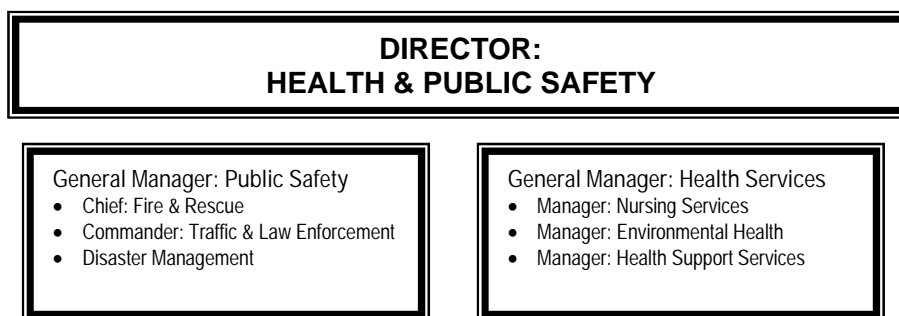 DIRECTOR:
HEALTH & PUBLIC SAFETY
General Manager: Public Safety
• Chief: Fire & Rescue
• Commander: Traffic & Law Enforcement
• Disaster Management
General Manager: Health Services
• Manager: Nursing Services
• Manager: Environmental Health
• Manager: Health Support Services